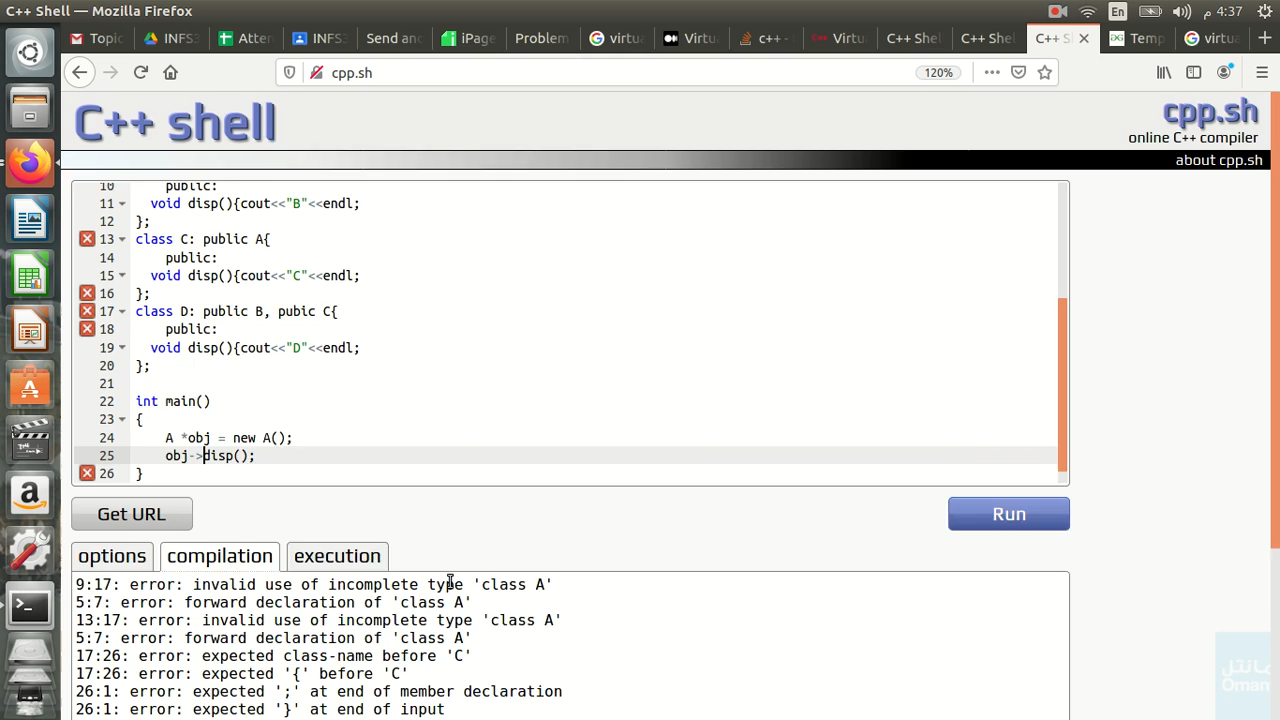 C++ Shell — Mozilla Firefox
En
4:37 م
Topic
INFS3
Atter
INFS3
Send an
iPage
Problem
virtua
Virtu
c++ -
Virtu
C++ Shel
C++ Shel
C++ S
Temp
virtua
cpp.sh
120%
C++ shell
cpp.sh
online C++ compiler
about cpp.sh
10 public:
11 void disp(){cout<<"B"<<endl;
12 };
13 class C: public A{
14 public:
15 void disp(){cout<<"C"<<endl;
16 };
17 class D: public B, pubic C{
18 public:
19 void disp(){cout<<"D"<<endl;
20 };
21
22 int main()
23 {
24 A *obj = new A();
25 obj->disp();
26 }
Get URL
Run
options
compilation
execution
9:17: error: invalid use of incomplete type 'class A'
5:7: error: forward declaration of 'class A'
13:17: error: invalid use of incomplete type 'class A'
5:7: error: forward declaration of 'class A'
17:26: error: expected class-name before 'C'
17:26: error: expected '{' before 'C'
26:1: error: expected ';' at end of member declaration
26:1: error: expected '}' at end of input
عمانتل
Oman